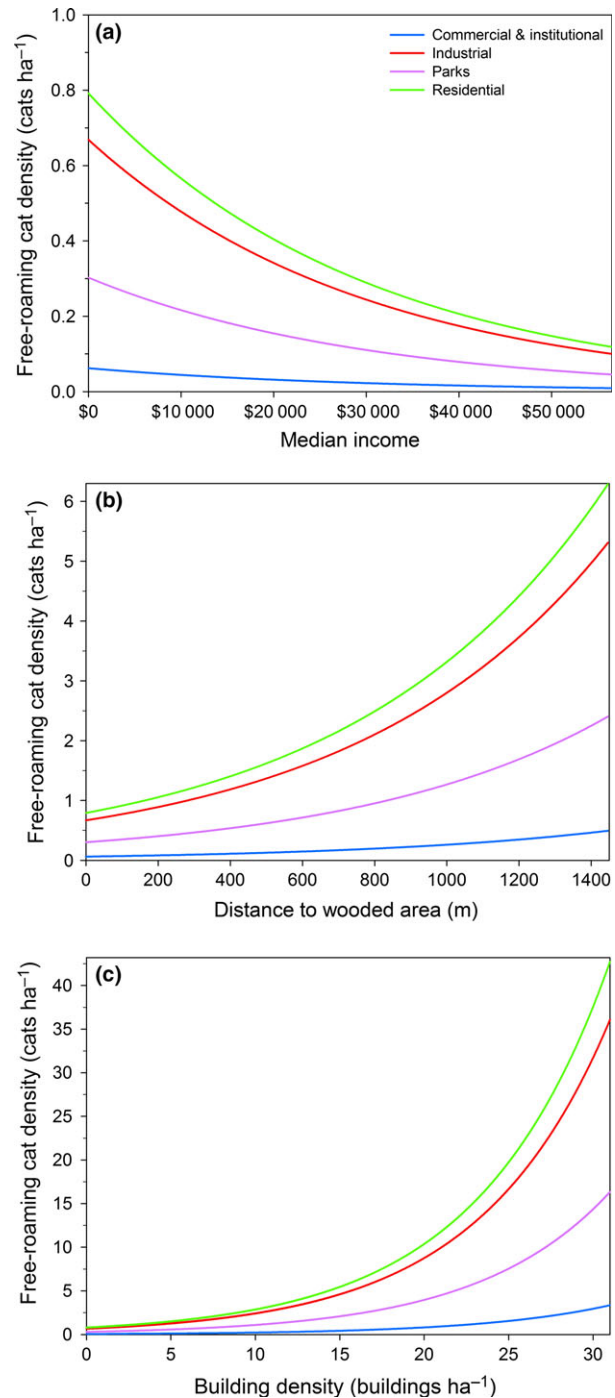 (a)
Commercial & institutional
Industrial
Parks
Residential
Free-roaming cat density (cats ha⁻¹)
1.0
0.8
0.6
0.4
0.2
0.0
$0 $10 000 $20 000 $30 000 $40 000 $50 000
Median income
(b)
Free-roaming cat density (cats ha⁻¹)
6
5
4
3
2
1
0
0 200 400 600 800 1000 1200 1400
Distance to wooded area (m)
(c)
Free-roaming cat density (cats ha⁻¹)
40
35
30
25
20
15
10
5
0
0 5 10 15 20 25 30
Building density (buildings ha⁻¹)